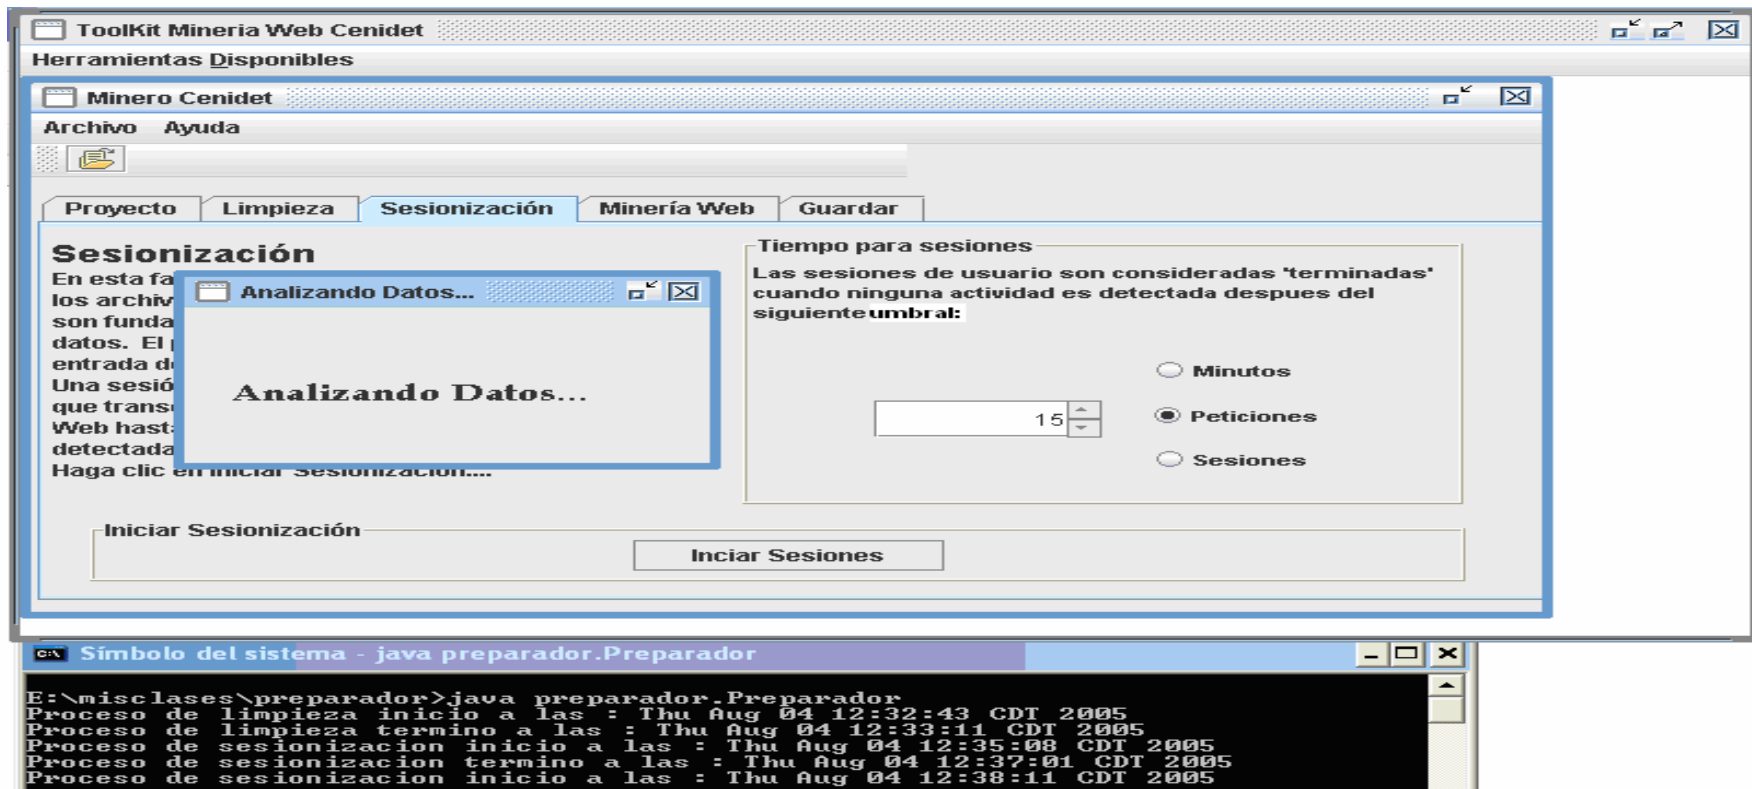 ToolKit Mineria Web Cenidet
Herramientas Disponibles
Minero Cenidet
Archivo Ayuda
Proyecto Limpieza Sesionización Minería Web Guardar
Sesionización
En esta fa
los archiv
son funda
datos. El
entrada d
Una sesió
que trans
Web hast
detectada
Haga clic en Iniciar Sesionización....
Analizando Datos...
Analizando Datos...
Tiempo para sesiones
Las sesiones de usuario son consideradas 'terminadas'
cuando ninguna actividad es detectada despues del
siguiente umbral:
15
Minutos
Peticiones
Sesiones
Iniciar Sesionización
Inciar Sesiones
Símbolo del sistema - java preparador.Preparador
E:\misclases\preparador>java preparador.Preparador
Proceso de limpieza inicio a las : Thu Aug 04 12:32:43 CDT 2005
Proceso de limpieza termino a las : Thu Aug 04 12:33:11 CDT 2005
Proceso de sesionizacion inicio a las : Thu Aug 04 12:35:08 CDT 2005
Proceso de sesionizacion termino a las : Thu Aug 04 12:37:01 CDT 2005
Proceso de sesionizacion inicio a las : Thu Aug 04 12:38:11 CDT 2005